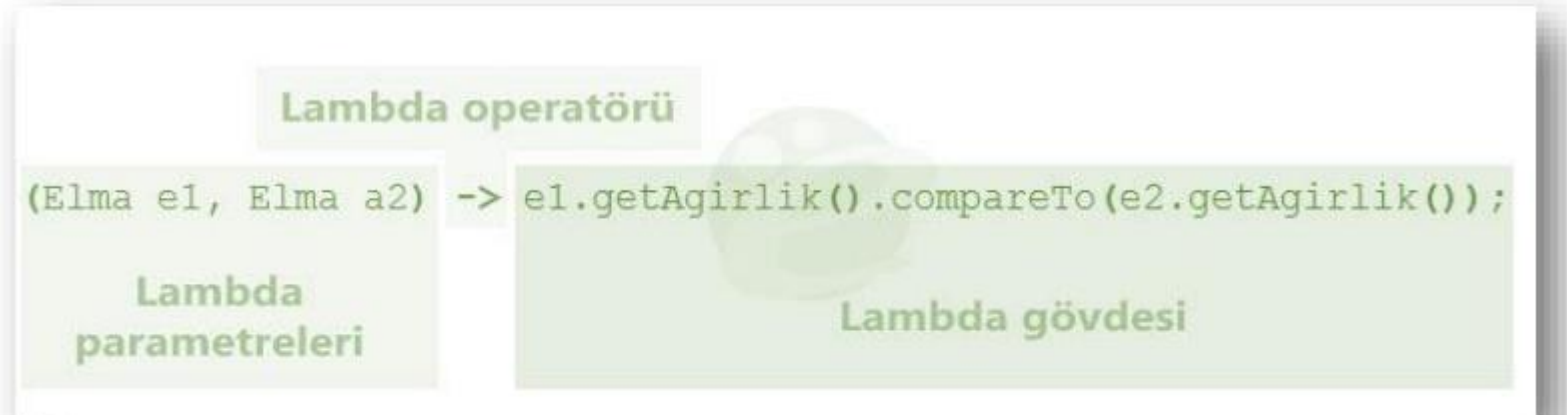 Lambda operatörü
(Elma e1, Elma a2) -> e1.getAgirlik().compareTo(e2.getAgirlik());
Lambda
parametreleri
Lambda gövdesi